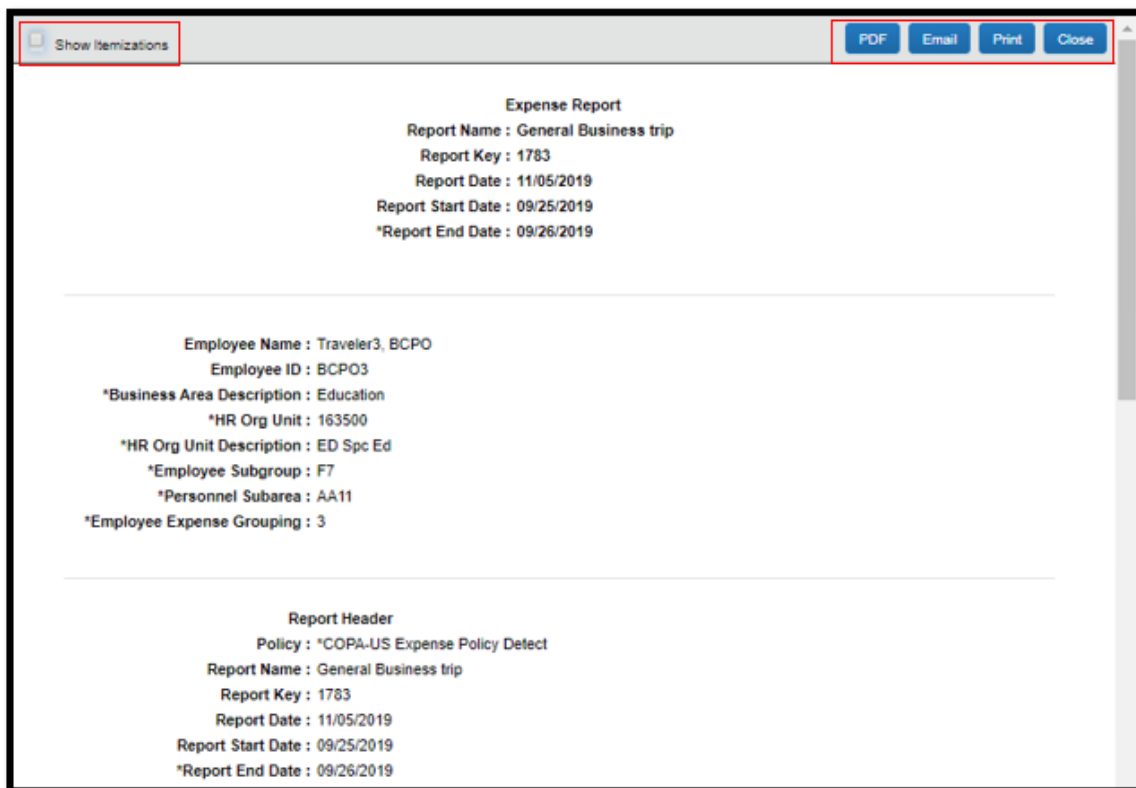 Show Itemizations PDF Email Print Close
Expense Report
Report Name : General Business trip
Report Key : 1783
Report Date : 11/05/2019
Report Start Date : 09/25/2019
*Report End Date : 09/26/2019
Employee Name : Traveler3, BCPO
Employee ID : BCPO3
*Business Area Description : Education
*HR Org Unit : 163500
*HR Org Unit Description : ED Spc Ed
*Employee Subgroup : F7
*Personnel Subarea : AA11
*Employee Expense Grouping : 3
Report Header
Policy : *COPA-US Expense Policy Detect
Report Name : General Business trip
Report Key : 1783
Report Date : 11/05/2019
Report Start Date : 09/25/2019
*Report End Date : 09/26/2019